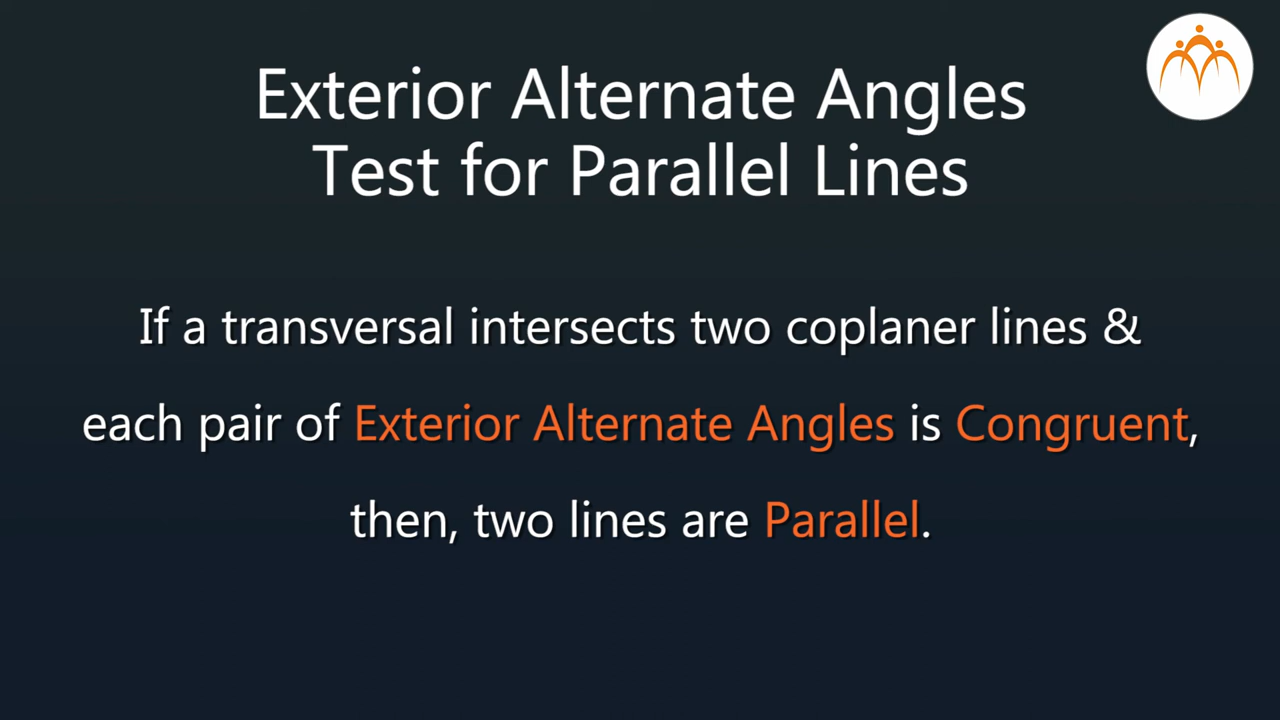 Exterior Alternate Angles
Test for Parallel Lines
If a transversal intersects two coplaner lines &
each pair of Exterior Alternate Angles is Congruent,
then, two lines are Parallel.